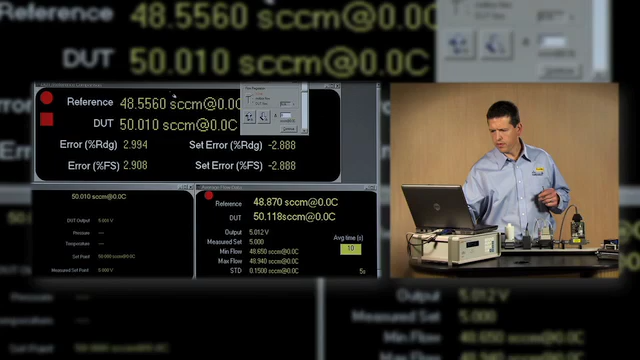 Reference 48.5560 sccm@0.0C
DUT 50.010 sccm@0.0C
Reference 48.5560 sccm@0.0C
DUT 50.010 sccm@0.0C
Error (%Rdg) 2.994 Set Error (%Rdg) -2.888
Error (%FS) 2.908 Set Error (%FS) -2.888
50.010 sccm@0.0C
DUT Output 5.001 V
Pressure ---
Temperature ---
Set Point 50.000 sccm@0.0C
Measured Set Point 5.000 V
Reference 48.870 sccm@0.0C
DUT 50.118sccm@0.0C
Output 5.012 V
Measured Set 5.000
Min Flow 48.650 sccm@0.0C
Max Flow 48.940 sccm@0.0C
STD 0.1500 sccm@0.0C 5s
Avg time (s)
10
Output 5.012 V
Measured Set 5.000